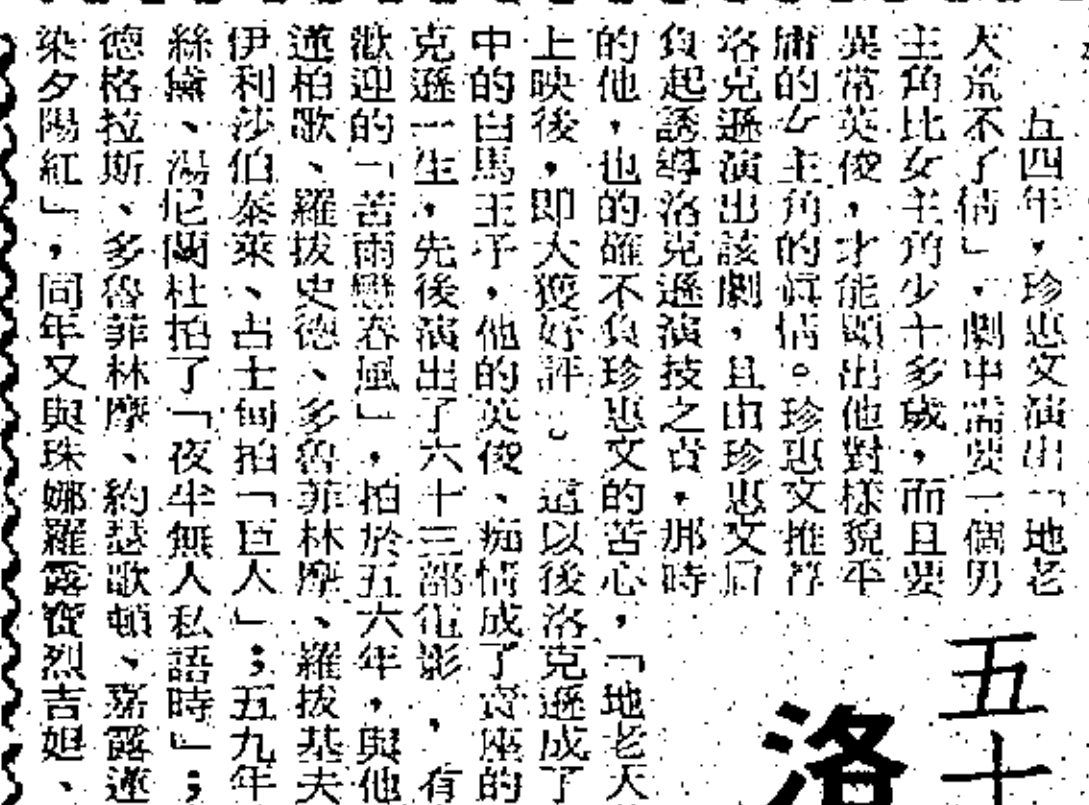 五四年，珍惠文演出「地老
天荒不了情」，劇中需要一個男
主角比女主角少十多歲，而且要
異常英俊，才能顯出他對樣貌平
庸的女主角的眞情。珍惠文推荐
洛克遜演出該劇，且由珍惠文肩
負起誘導洛克遜演技之責，那時
的他，也的確不負珍惠文的苦心，「地老天
上映後，即大獲好評。這以後洛克遜成了
中的白馬王子，他的英俊、痴情成了賣座的
克遜一生，先後演出了六十三部電影，有
歡迎的「苦雨戀春風」，拍於五六年，與他
蓮柏歌、羅拔史德、多魯菲林摩、羅拔基夫
伊利沙伯泰萊、占士甸拍「巨人」；五九年
絲黛、湯尼蘭杜拍了「夜半無人私語時」；
德格拉斯、多魯菲林摩、約瑟歌頓、嘉露蓮
染夕陽紅」，同年又與珠娜羅露寶烈吉妲、
五十
洛